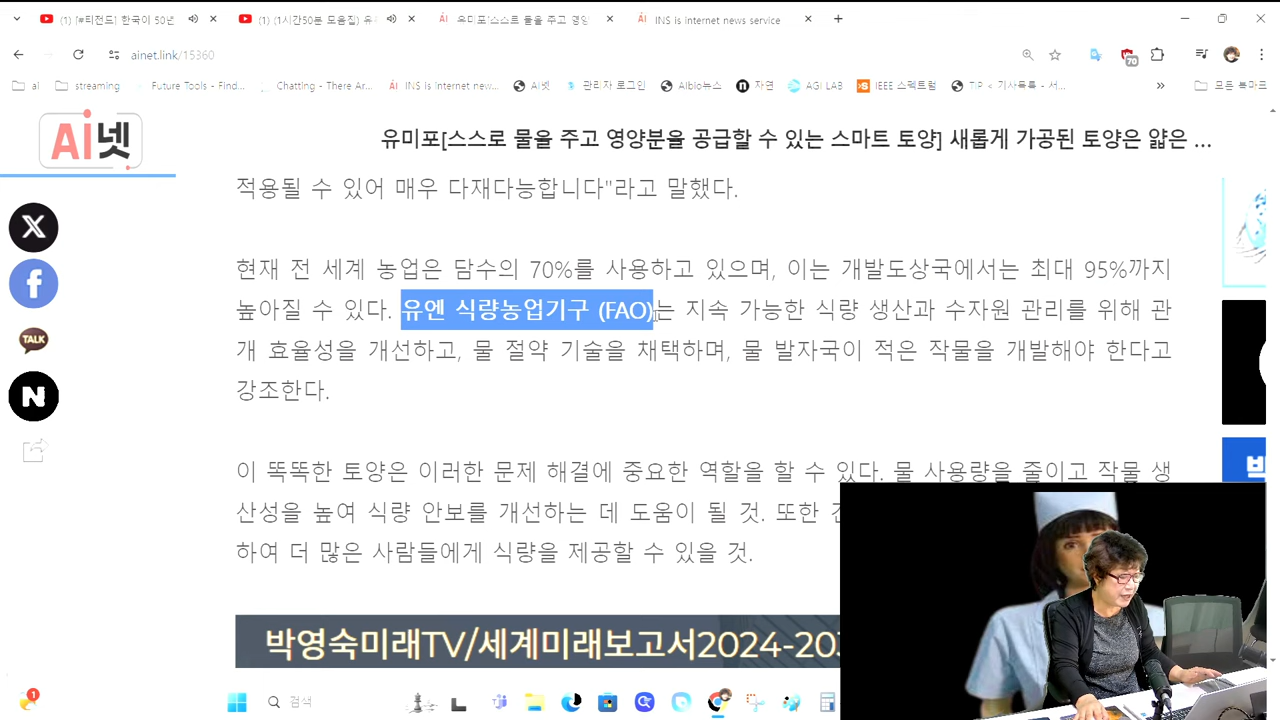 (1) [#티전드] 한국이 50년
(1) (1시간50분 모음집) 유
유미포'스스로 물을 주고 영양
INS is internet news service
ainet.link/15360
70
ai
streaming
Future Tools - Find...
Chatting - There Ar...
INS is internet new...
Ai넷
관리자 로그인
AIbio뉴스
자연
AGI LAB
IEEE 스펙트럼
TIP < 기사목록 - 서...
모든 북마크
Ai넷
유미포[스스로 물을 주고 영양분을 공급할 수 있는 스마트 토양] 새롭게 가공된 토양은 얇은 ...
적용될 수 있어 매우 다재다능합니다"라고 말했다.
현재 전 세계 농업은 담수의 70%를 사용하고 있으며, 이는 개발도상국에서는 최대 95%까지
높아질 수 있다. 유엔 식량농업기구 (FAO)는 지속 가능한 식량 생산과 수자원 관리를 위해 관
개 효율성을 개선하고, 물 절약 기술을 채택하며, 물 발자국이 적은 작물을 개발해야 한다고
강조한다.
TALK
이 똑똑한 토양은 이러한 문제 해결에 중요한 역할을 할 수 있다. 물 사용량을 줄이고 작물 생
산성을 높여 식량 안보를 개선하는 데 도움이 될 것. 또한
하여 더 많은 사람들에게 식량을 제공할 수 있을 것.
박영숙미래TV/세계미래보고서2024-203
1
검색